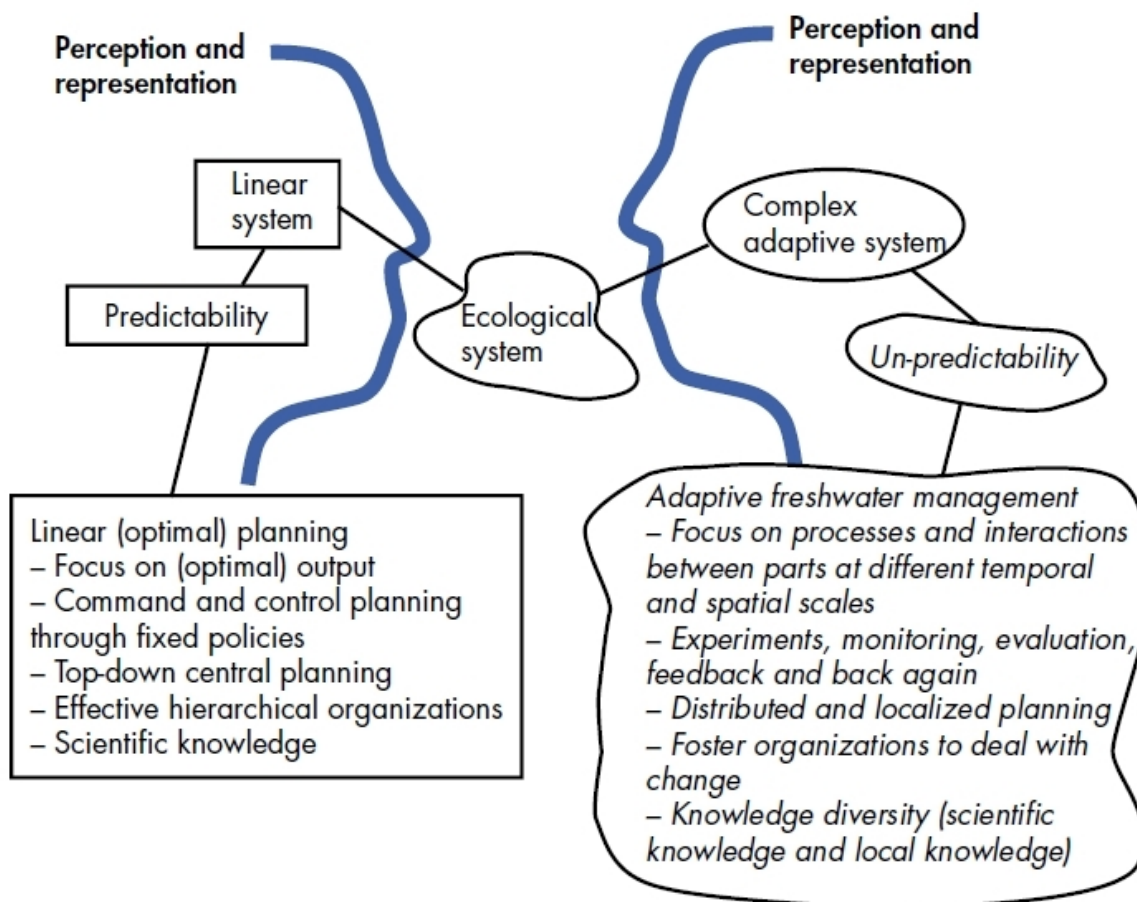 Perception and
representation
Perception and
representation
Linear
system
Complex
adaptive system
Predictability
Ecological
system
Un-predictability
Linear (optimal) planning
– Focus on (optimal) output
– Command and control planning
through fixed policies
– Top-down central planning
– Effective hierarchical organizations
– Scientific knowledge
Adaptive freshwater management
– Focus on processes and interactions
between parts at different temporal
and spatial scales
– Experiments, monitoring, evaluation,
feedback and back again
– Distributed and localized planning
– Foster organizations to deal with
change
– Knowledge diversity (scientific
knowledge and local knowledge)